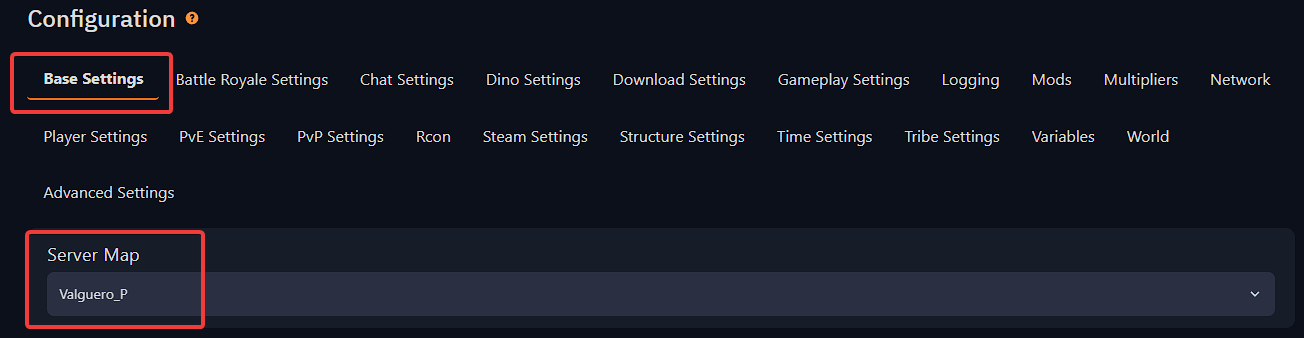 Configuration ?
Base Settings Battle Royale Settings Chat Settings Dino Settings Download Settings Gameplay Settings Logging Mods Multipliers Network
Player Settings PvE Settings PvP Settings Rcon Steam Settings Structure Settings Time Settings Tribe Settings Variables World
Advanced Settings
Server Map
Valguero_P